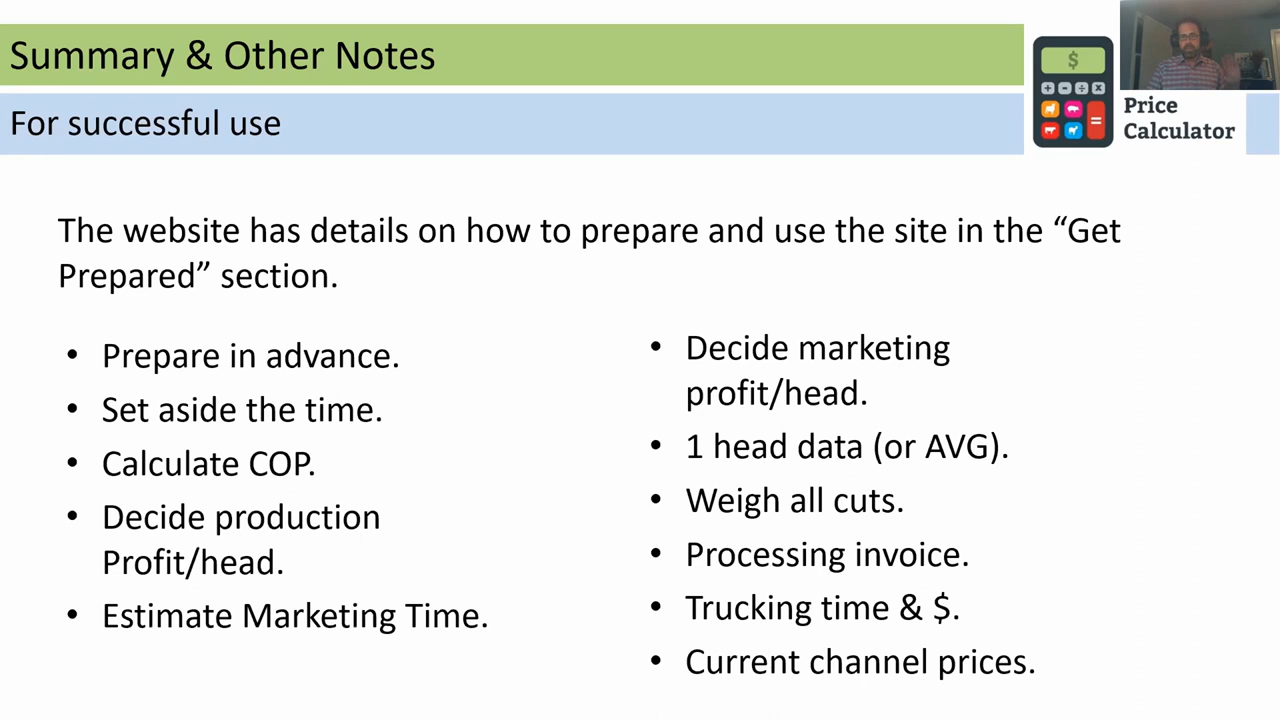 Summary & Other Notes
For successful use
$
Price
Calculator
The website has details on how to prepare and use the site in the “Get
Prepared” section.
• Prepare in advance.
• Set aside the time.
• Calculate COP.
• Decide production
Profit/head.
• Estimate Marketing Time.
• Decide marketing
profit/head.
• 1 head data (or AVG).
• Weigh all cuts.
• Processing invoice.
• Trucking time & $.
• Current channel prices.